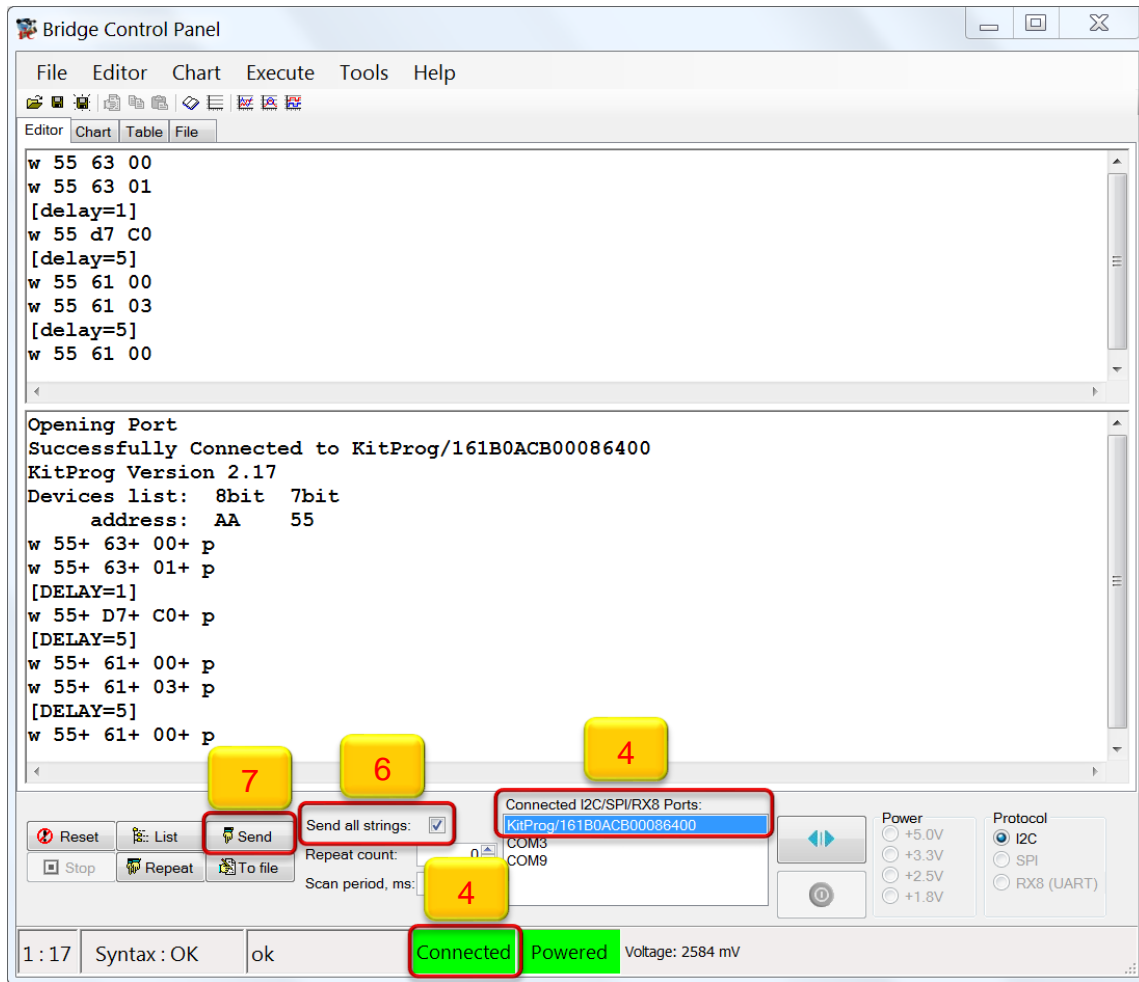 Bridge Control Panel
File Editor Chart Execute Tools Help
Editor Chart Table File
w 55 63 00
w 55 63 01
[delay=1]
w 55 d7 C0
[delay=5]
w 55 61 00
w 55 61 03
[delay=5]
w 55 61 00
Opening Port
Successfully Connected to KitProg/161B0ACB00086400
KitProg Version 2.17
Devices list: 8bit 7bit
address: AA 55
w 55+ 63+ 00+ p
w 55+ 63+ 01+ p
[DELAY=1]
w 55+ D7+ C0+ p
[DELAY=5]
w 55+ 61+ 00+ p
w 55+ 61+ 03+ p
[DELAY=5]
w 55+ 61+ 00+ p
7 6 4
Reset List Send
Stop Repeat To file
Send all strings:
Repeat count: 0
Scan period, ms:
4
Connected I2C/SPI/RX8 Ports:
KitProg/161B0ACB00086400
COM3
COM9
Power
+5.0V
+3.3V
+2.5V
+1.8V
Protocol
I2C
SPI
RX8 (UART)
1 : 17 Syntax : OK ok Connected Powered Voltage: 2584 mV